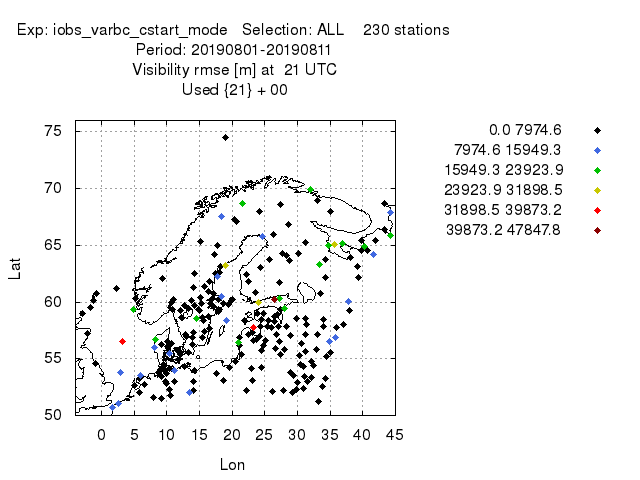 Exp: iobs_varbc_cstart_mode   Selection: ALL    230 stations
Period: 20190801-20190811
Visibility rmse [m] at  21 UTC
Used {21} + 00
0.0 7974.6
7974.6 15949.3
15949.3 23923.9
23923.9 31898.5
31898.5 39873.2
39873.2 47847.8
75
70
65
60
55
50
Lat
0 5 10 15 20 25 30 35 40 45
Lon